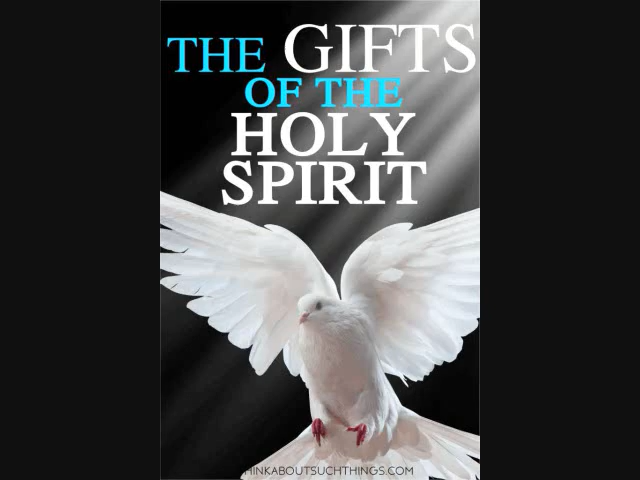 THE GIFTS
OF THE
HOLY
SPIRIT
HINKABOUTSUCHTHINGS.COM